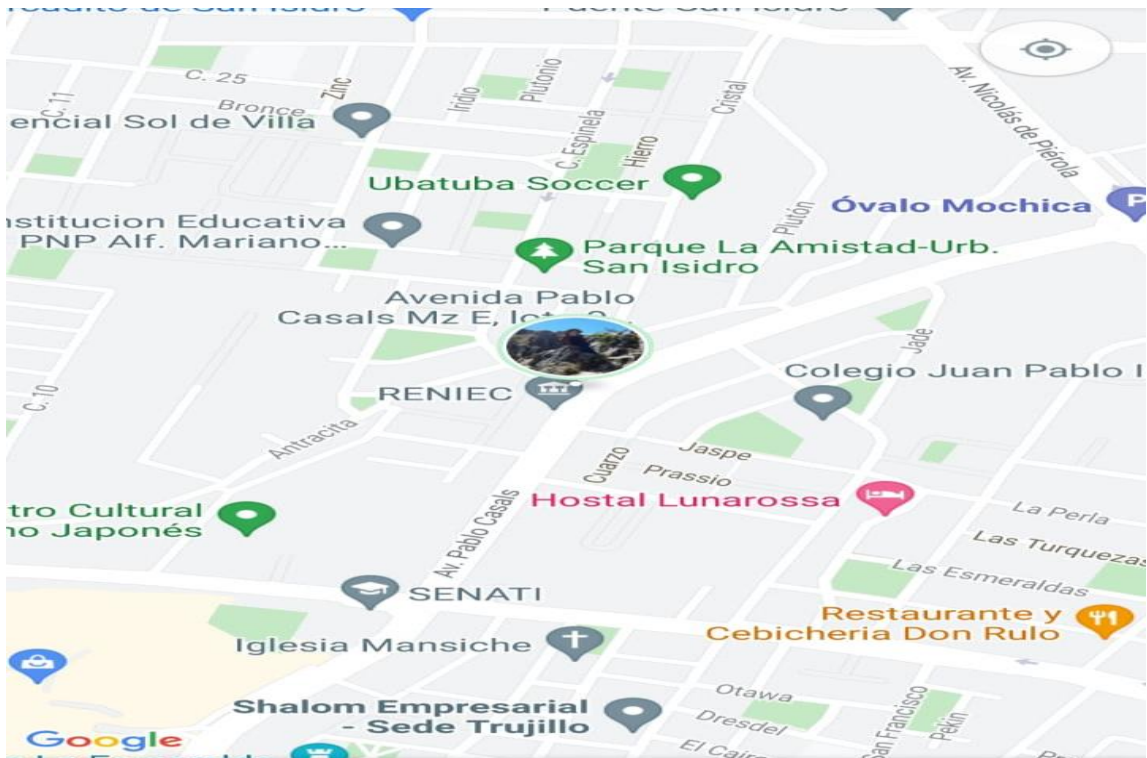 Puente San Isidro
C. 25
Zinc
Iridio
Plutonio
C. 11
Bronce
encial Sol de Villa
C. Espinela
Hierro
Cristal
Av. Nicolás de Piérola
Ubatuba Soccer
Óvalo Mochica
P
nstitucion Educativa
PNP Alf. Mariano...
Plutón
Parque La Amistad-Urb.
San Isidro
Avenida Pablo
Casals Mz E,
Jade
Colegio Juan Pablo I
RENIEC
C. 10
Antracita
Cuarzo
Jaspe
Prassio
Hostal Lunarossa
La Perla
tro Cultural
no Japonés
Av. Pablo Casals
Las Turquezas
Las Esmeraldas
SENATI
Restaurante y
Cebicheria Don Rulo
Iglesia Mansiche
Shalom Empresarial
- Sede Trujillo
Otawa
Dresdel
San Francisco
Pekín
El Cairo
Google